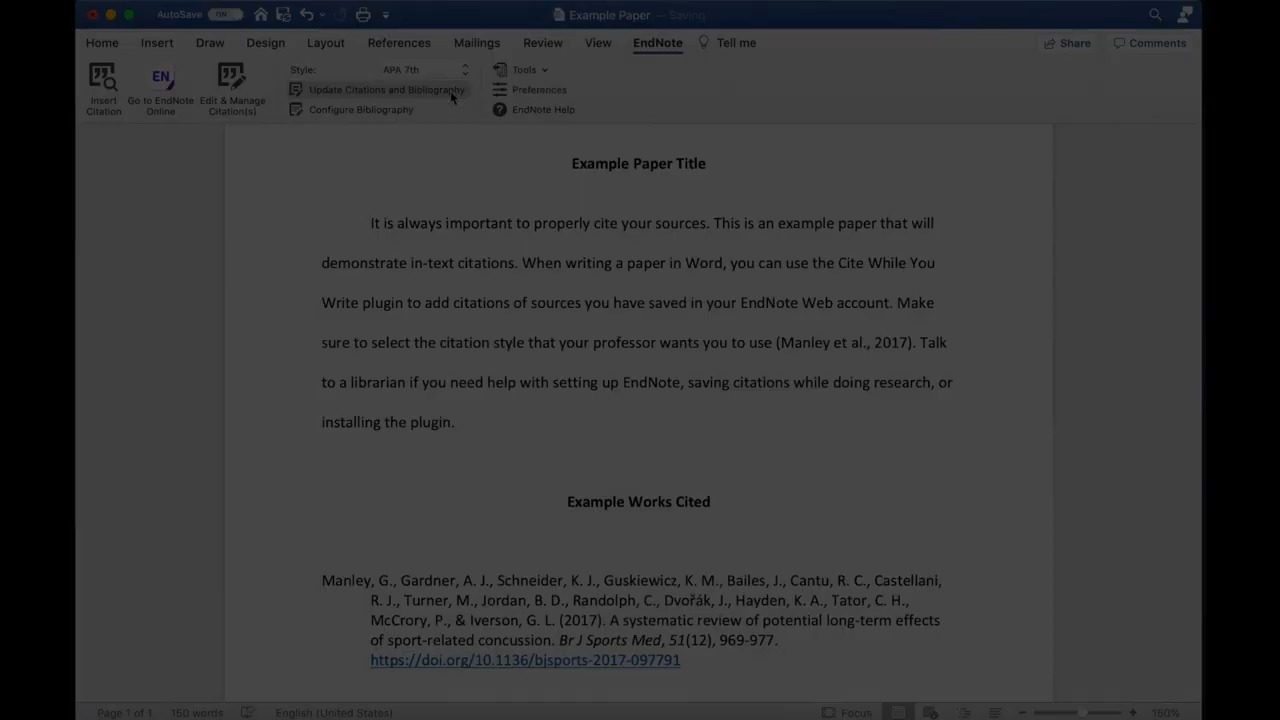 AutoSave ON Example Paper — Saving
Home Insert Draw Design Layout References Mailings Review View EndNote Tell me Share Comments
Insert Citation
EN Go to EndNote Online
Edit & Manage Citation(s)
Style: APA 7th
Update Citations and Bibliography
Configure Bibliography
Tools
Preferences
EndNote Help
Example Paper Title
It is always important to properly cite your sources. This is an example paper that will
demonstrate in-text citations. When writing a paper in Word, you can use the Cite While You
Write plugin to add citations of sources you have saved in your EndNote Web account. Make
sure to select the citation style that your professor wants you to use (Manley et al., 2017). Talk
to a librarian if you need help with setting up EndNote, saving citations while doing research, or
installing the plugin.
Example Works Cited
Manley, G., Gardner, A. J., Schneider, K. J., Guskiewicz, K. M., Bailes, J., Cantu, R. C., Castellani,
R. J., Turner, M., Jordan, B. D., Randolph, C., Dvořák, J., Hayden, K. A., Tator, C. H.,
McCrory, P., & Iverson, G. L. (2017). A systematic review of potential long-term effects
of sport-related concussion. Br J Sports Med, 51(12), 969-977.
https://doi.org/10.1136/bjsports-2017-097791
Page 1 of 1 150 words English (United States) Focus 160%